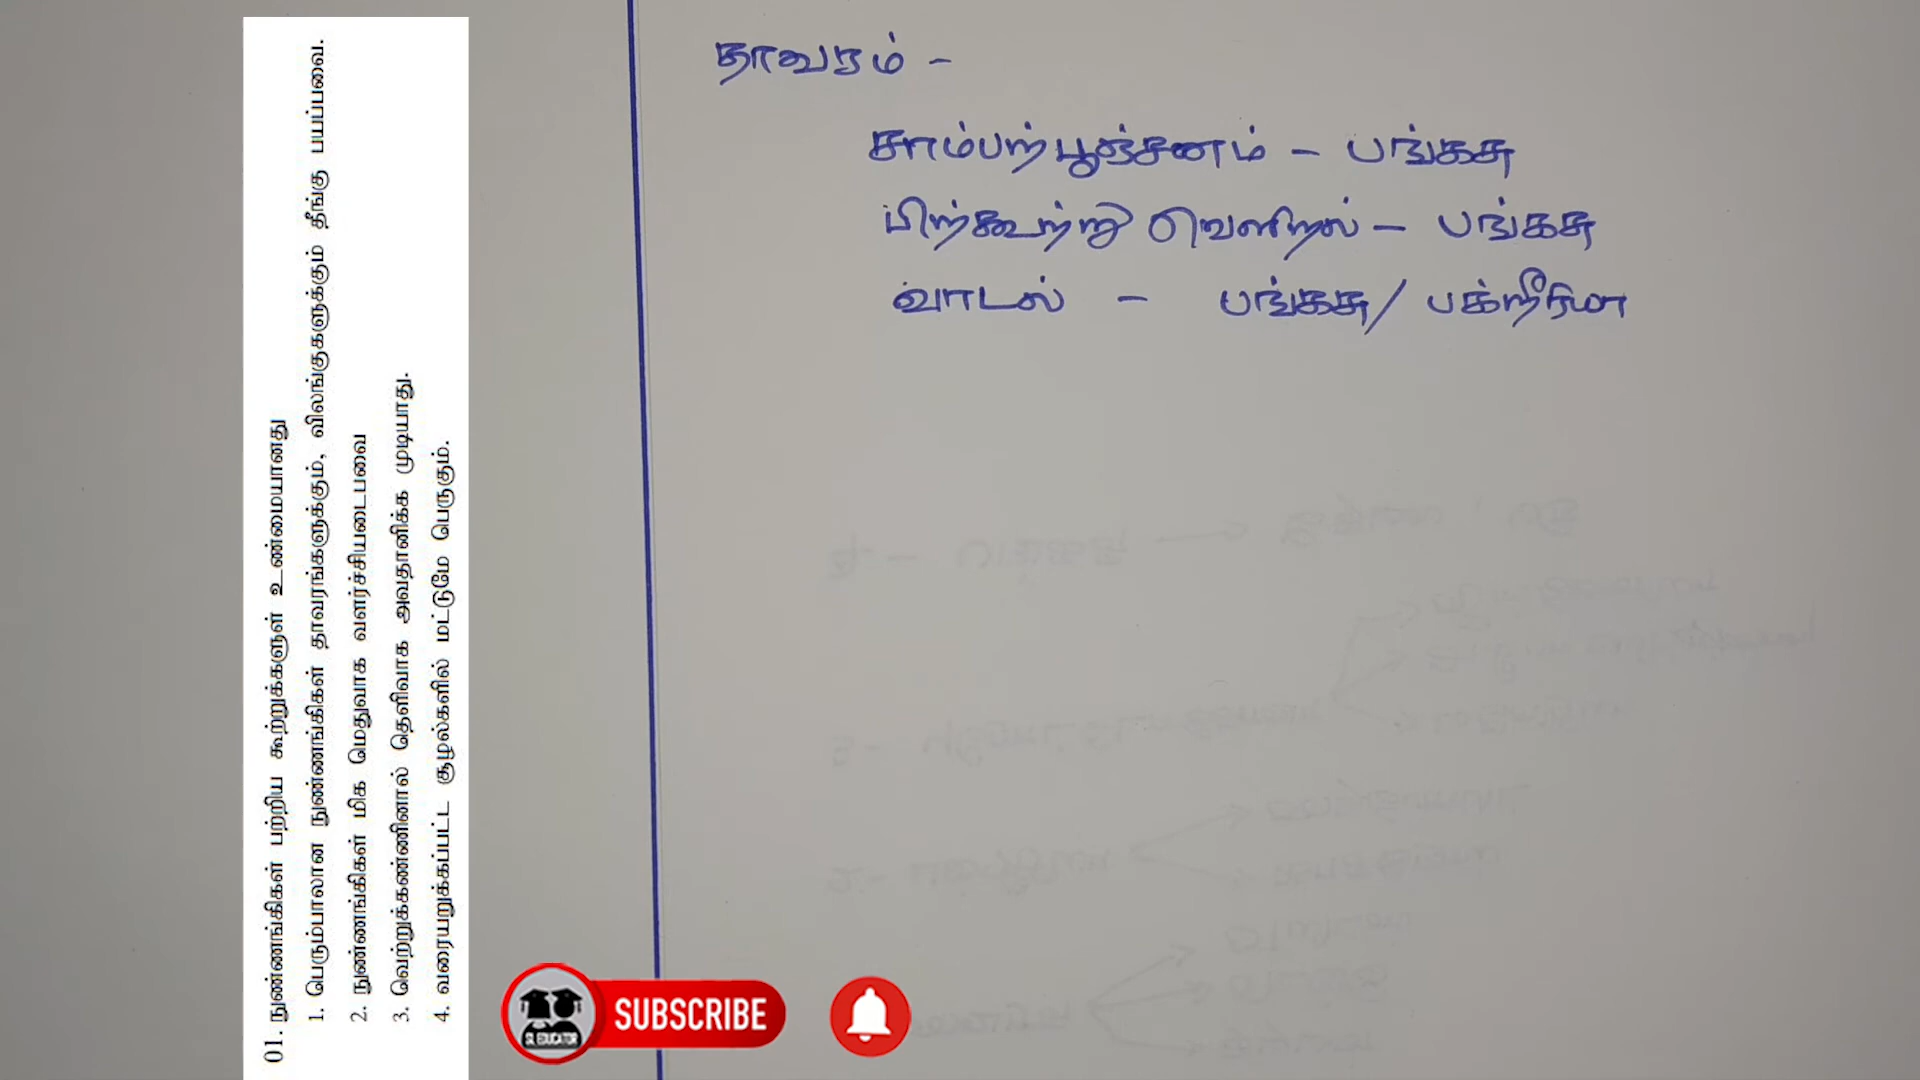 01. நுண்ணங்கிகள் பற்றிய கூற்றுக்களுள் உண்மையானது
1. பெரும்பாலான நுண்ணங்கிகள் தாவரங்களுக்கும், விலங்குகளுக்கும் தீங்கு பயப்பவை.
2. நுண்ணங்கிகள் மிக மெதுவாக வளர்ச்சியடைபவை
3. வெற்றுக்கண்ணினால் தெளிவாக அவதானிக்க முடியாது.
4. வரையறுக்கப்பட்ட சூழல்களில் மட்டுமே பெருகும்.
தாவரம் -
சாம்பற்பூஞ்சணம் - பங்கசு
பிற்கூற்று வெளிறல் - பங்கசு
வாடல் - பங்கசு/ பக்றீரியா
SL EDUCATOR
SUBSCRIBE